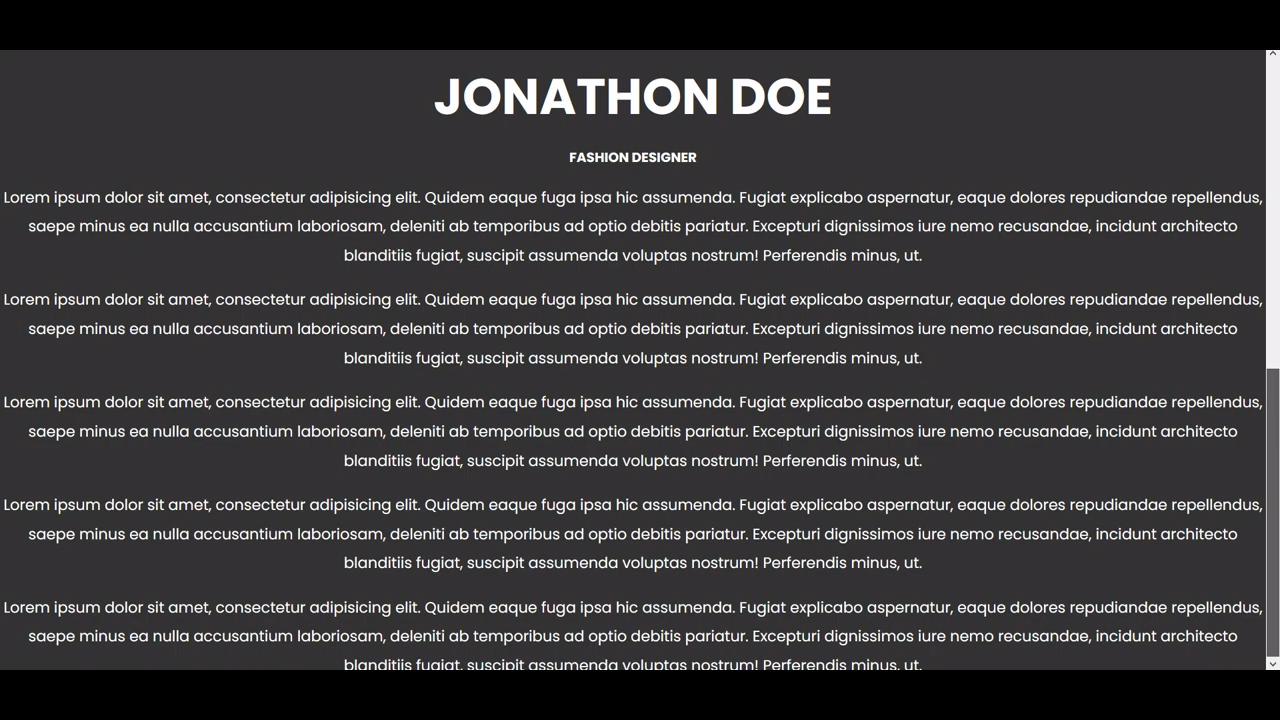 JONATHON DOE
FASHION DESIGNER
Lorem ipsum dolor sit amet, consectetur adipisicing elit. Quidem eaque fuga ipsa hic assumenda. Fugiat explicabo aspernatur, eaque dolores repudiandae repellendus,
saepe minus ea nulla accusantium laboriosam, deleniti ab temporibus ad optio debitis pariatur. Excepturi dignissimos iure nemo recusandae, incidunt architecto
blanditiis fugiat, suscipit assumenda voluptas nostrum! Perferendis minus, ut.
Lorem ipsum dolor sit amet, consectetur adipisicing elit. Quidem eaque fuga ipsa hic assumenda. Fugiat explicabo aspernatur, eaque dolores repudiandae repellendus,
saepe minus ea nulla accusantium laboriosam, deleniti ab temporibus ad optio debitis pariatur. Excepturi dignissimos iure nemo recusandae, incidunt architecto
blanditiis fugiat, suscipit assumenda voluptas nostrum! Perferendis minus, ut.
Lorem ipsum dolor sit amet, consectetur adipisicing elit. Quidem eaque fuga ipsa hic assumenda. Fugiat explicabo aspernatur, eaque dolores repudiandae repellendus,
saepe minus ea nulla accusantium laboriosam, deleniti ab temporibus ad optio debitis pariatur. Excepturi dignissimos iure nemo recusandae, incidunt architecto
blanditiis fugiat, suscipit assumenda voluptas nostrum! Perferendis minus, ut.
Lorem ipsum dolor sit amet, consectetur adipisicing elit. Quidem eaque fuga ipsa hic assumenda. Fugiat explicabo aspernatur, eaque dolores repudiandae repellendus,
saepe minus ea nulla accusantium laboriosam, deleniti ab temporibus ad optio debitis pariatur. Excepturi dignissimos iure nemo recusandae, incidunt architecto
blanditiis fugiat, suscipit assumenda voluptas nostrum! Perferendis minus, ut.
Lorem ipsum dolor sit amet, consectetur adipisicing elit. Quidem eaque fuga ipsa hic assumenda. Fugiat explicabo aspernatur, eaque dolores repudiandae repellendus,
saepe minus ea nulla accusantium laboriosam, deleniti ab temporibus ad optio debitis pariatur. Excepturi dignissimos iure nemo recusandae, incidunt architecto
blanditiis fugiat, suscipit assumenda voluptas nostrum! Perferendis minus, ut.